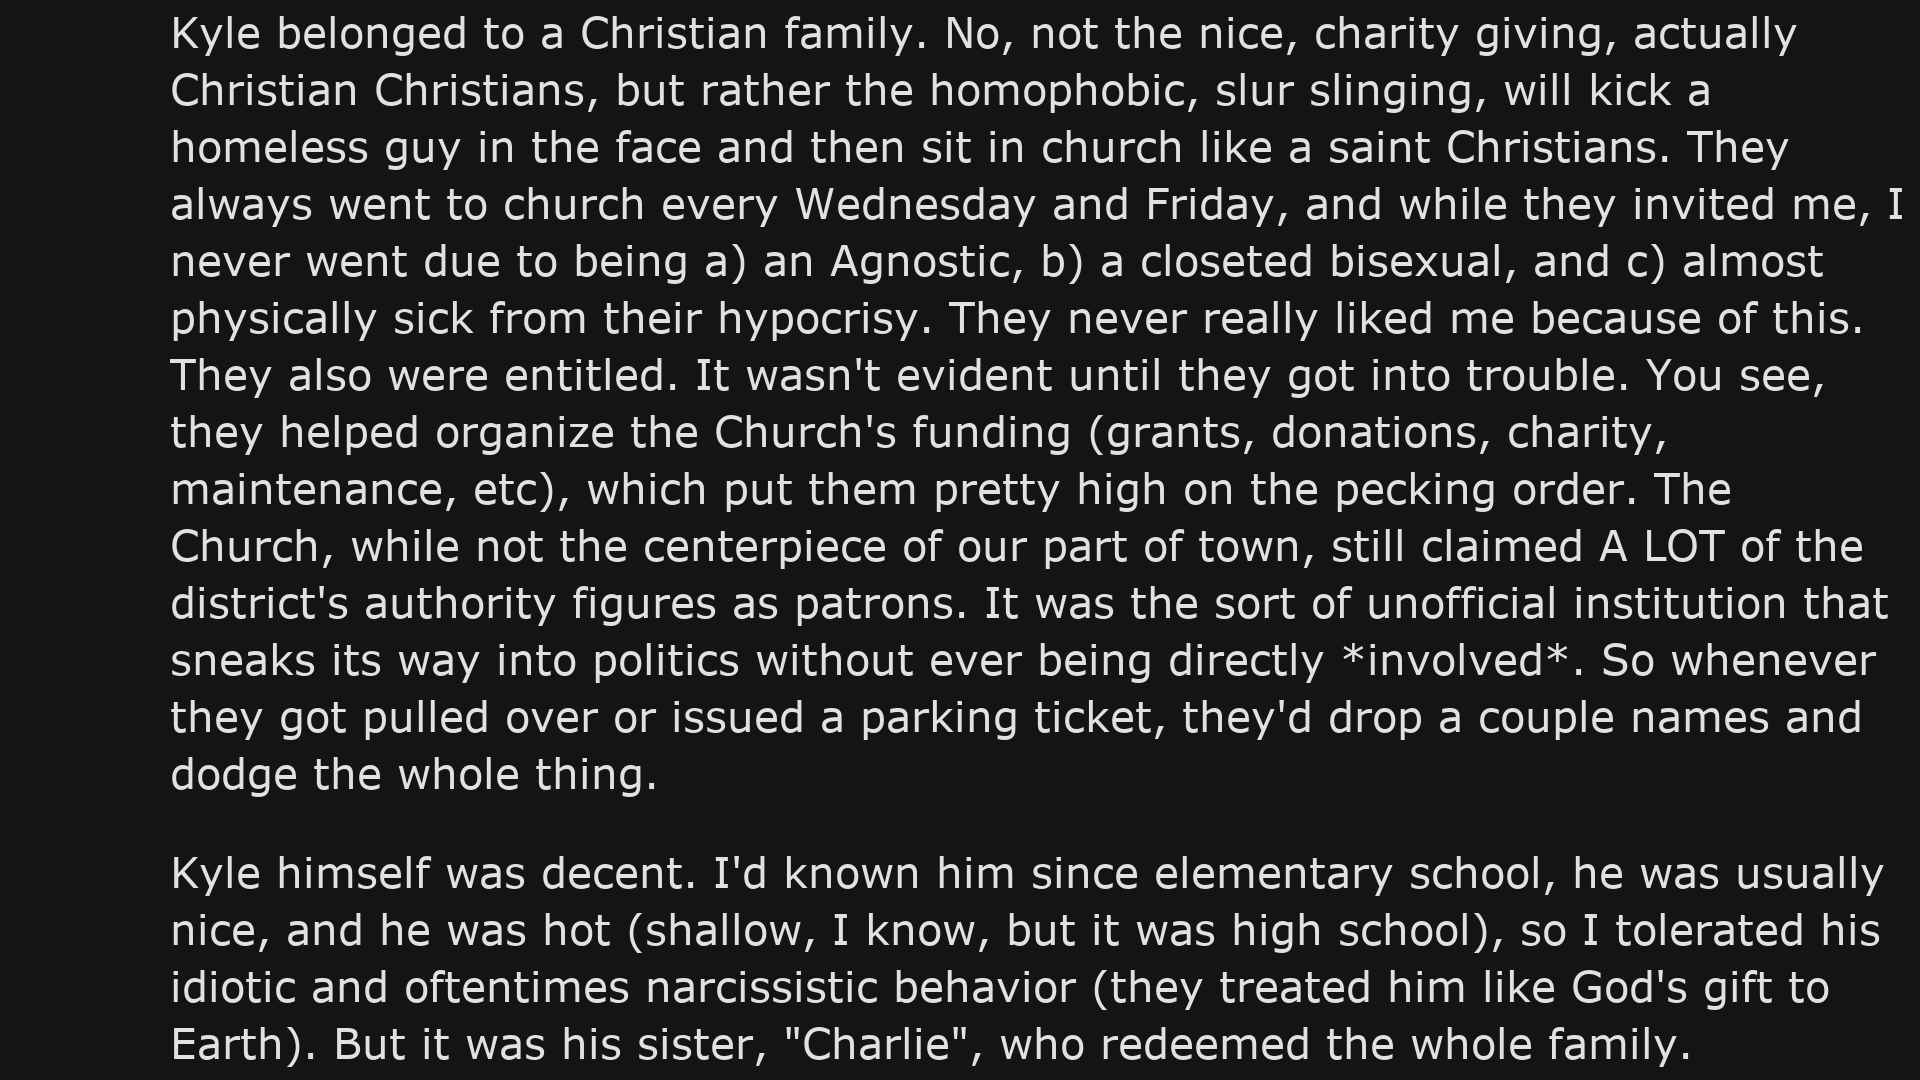 Kyle belonged to a Christian family. No, not the nice, charity giving, actually
Christian Christians, but rather the homophobic, slur slinging, will kick a
homeless guy in the face and then sit in church like a saint Christians. They
always went to church every Wednesday and Friday, and while they invited me, I
never went due to being a) an Agnostic, b) a closeted bisexual, and c) almost
physically sick from their hypocrisy. They never really liked me because of this.
They also were entitled. It wasn't evident until they got into trouble. You see,
they helped organize the Church's funding (grants, donations, charity,
maintenance, etc), which put them pretty high on the pecking order. The
Church, while not the centerpiece of our part of town, still claimed A LOT of the
district's authority figures as patrons. It was the sort of unofficial institution that
sneaks its way into politics without ever being directly *involved*. So whenever
they got pulled over or issued a parking ticket, they'd drop a couple names and
dodge the whole thing.
Kyle himself was decent. I'd known him since elementary school, he was usually
nice, and he was hot (shallow, I know, but it was high school), so I tolerated his
idiotic and oftentimes narcissistic behavior (they treated him like God's gift to
Earth). But it was his sister, "Charlie", who redeemed the whole family.